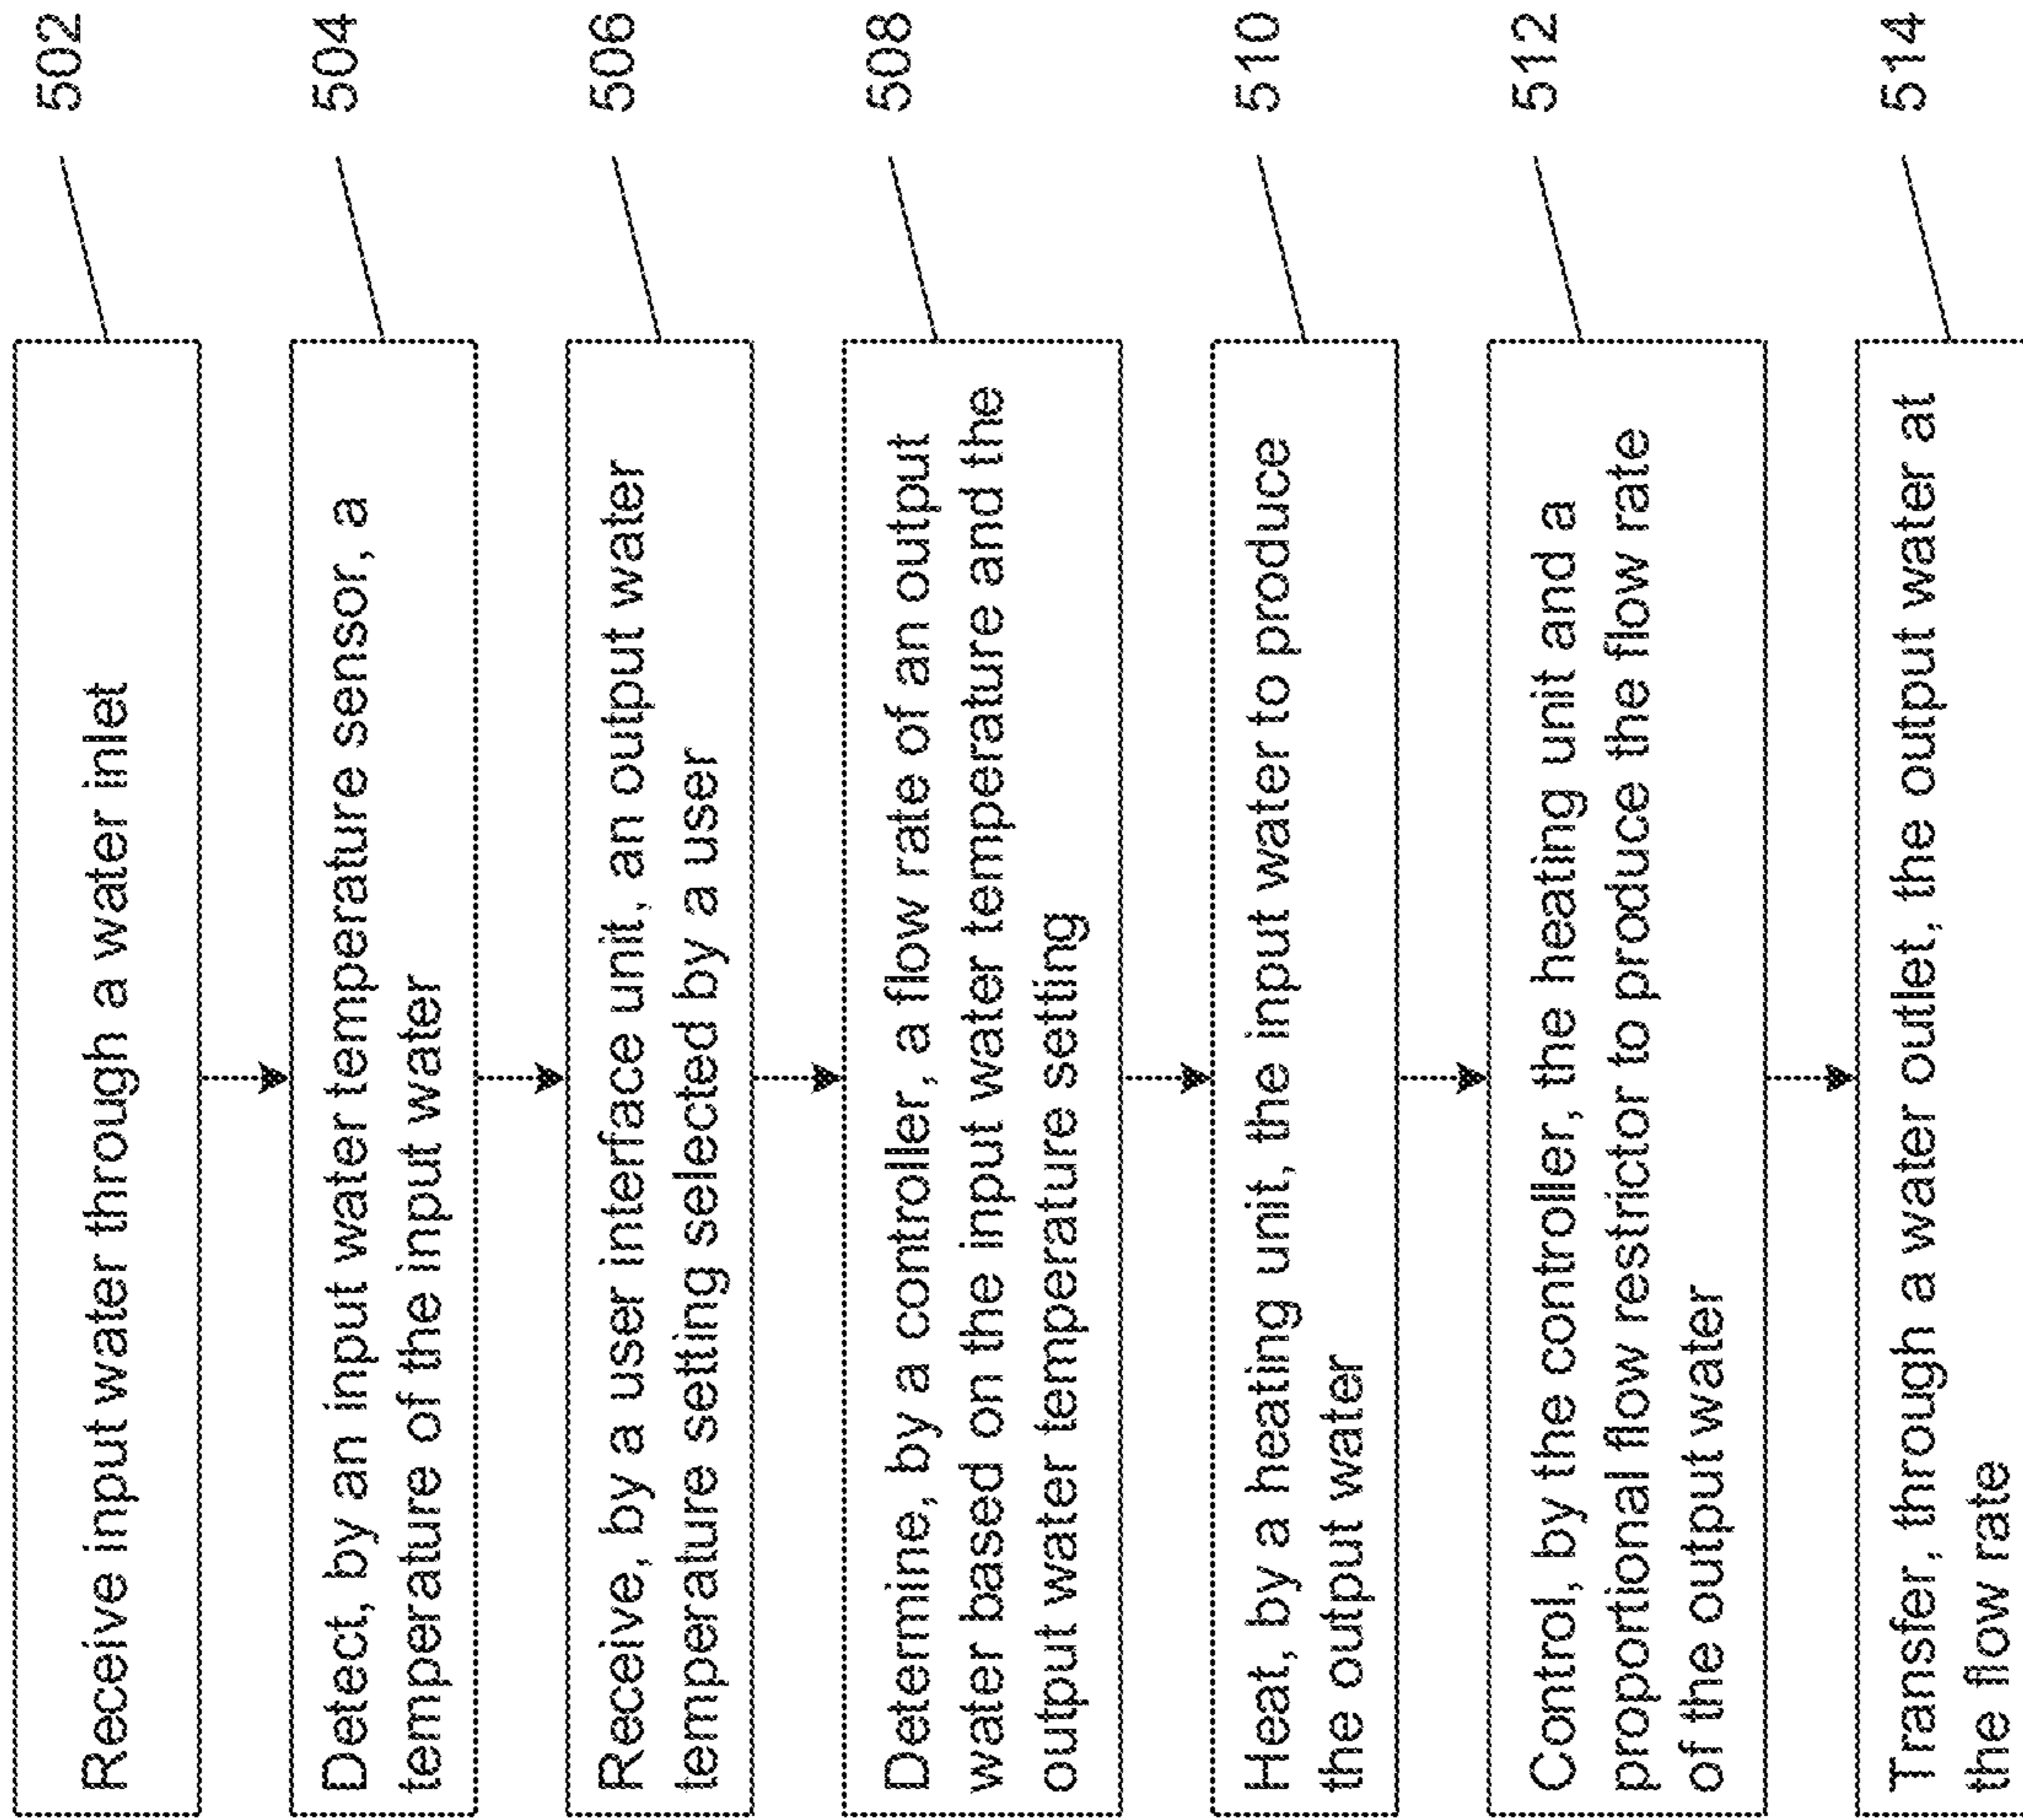 Receive input water through a water inlet
502
Detect, by an input water temperature sensor, a
temperature of the input water
504
Receive, by a user interface unit, an output water
temperature setting selected by a user
506
Determine, by a controller, a flow rate of an output
water based on the input water temperature and the
output water temperature setting
508
Heat, by a heating unit, the input water to produce
the output water
510
Control, by the controller, the heating unit and a
proportional flow restrictor to produce the flow rate
of the output water
512
Transfer, through a water outlet, the output water at
the flow rate
514